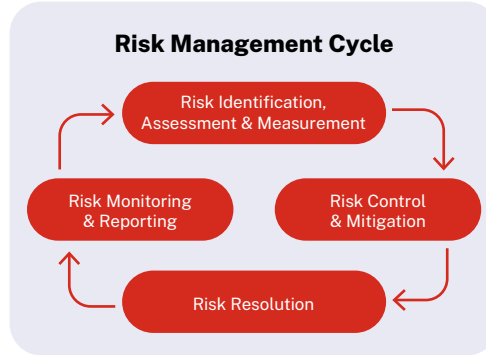 Risk Management Cycle
Risk Identification,
Assessment & Measurement
Risk Control
& Mitigation
Risk Resolution
Risk Monitoring
& Reporting